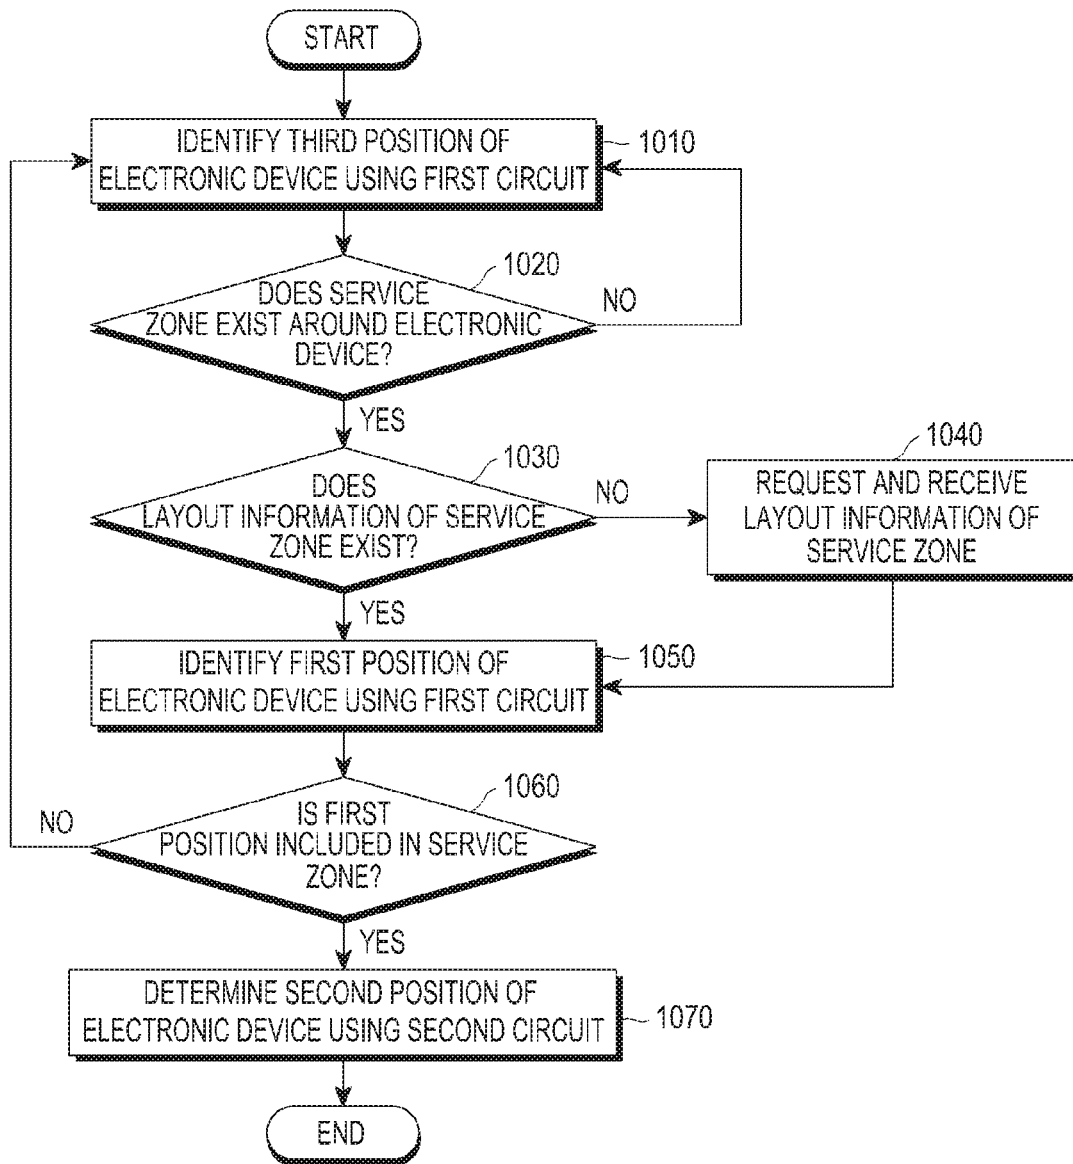 START
IDENTIFY THIRD POSITION OF
ELECTRONIC DEVICE USING FIRST CIRCUIT
1010
1020
DOES SERVICE
ZONE EXIST AROUND ELECTRONIC
DEVICE?
NO
YES
1030
DOES
LAYOUT INFORMATION OF SERVICE
ZONE EXIST?
NO
1040
REQUEST AND RECEIVE
LAYOUT INFORMATION OF
SERVICE ZONE
YES
IDENTIFY FIRST POSITION OF
ELECTRONIC DEVICE USING FIRST CIRCUIT
1050
1060
IS FIRST
POSITION INCLUDED IN SERVICE
ZONE?
NO
YES
DETERMINE SECOND POSITION OF
ELECTRONIC DEVICE USING SECOND CIRCUIT
1070
END